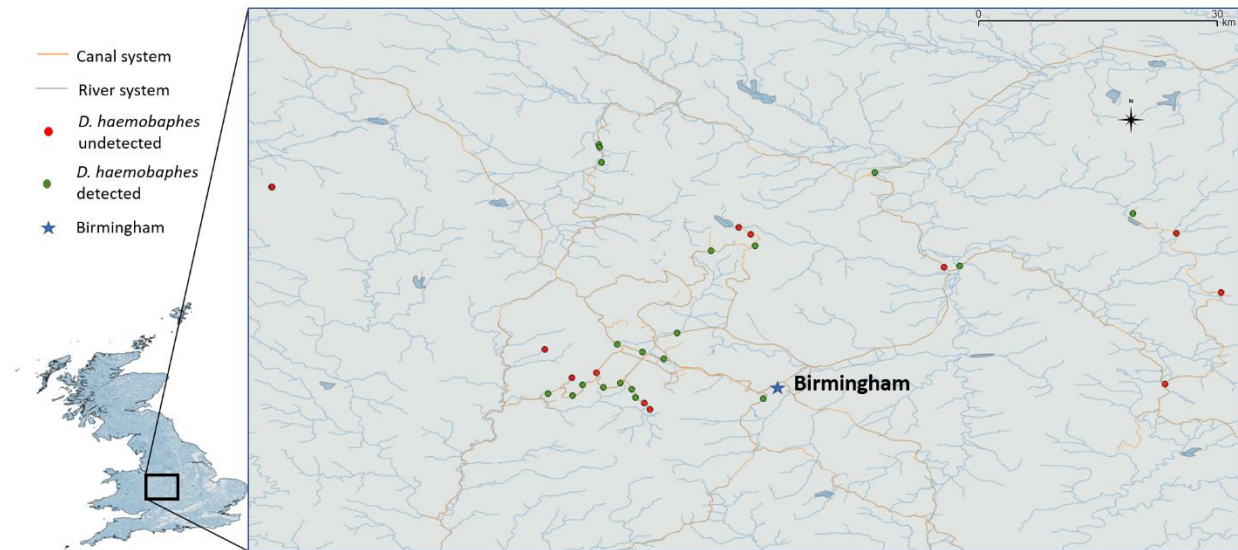 Canal system
River system
D. haemobaphes
undetected
D. haemobaphes
detected
Birmingham
0 30
km
N
Birmingham